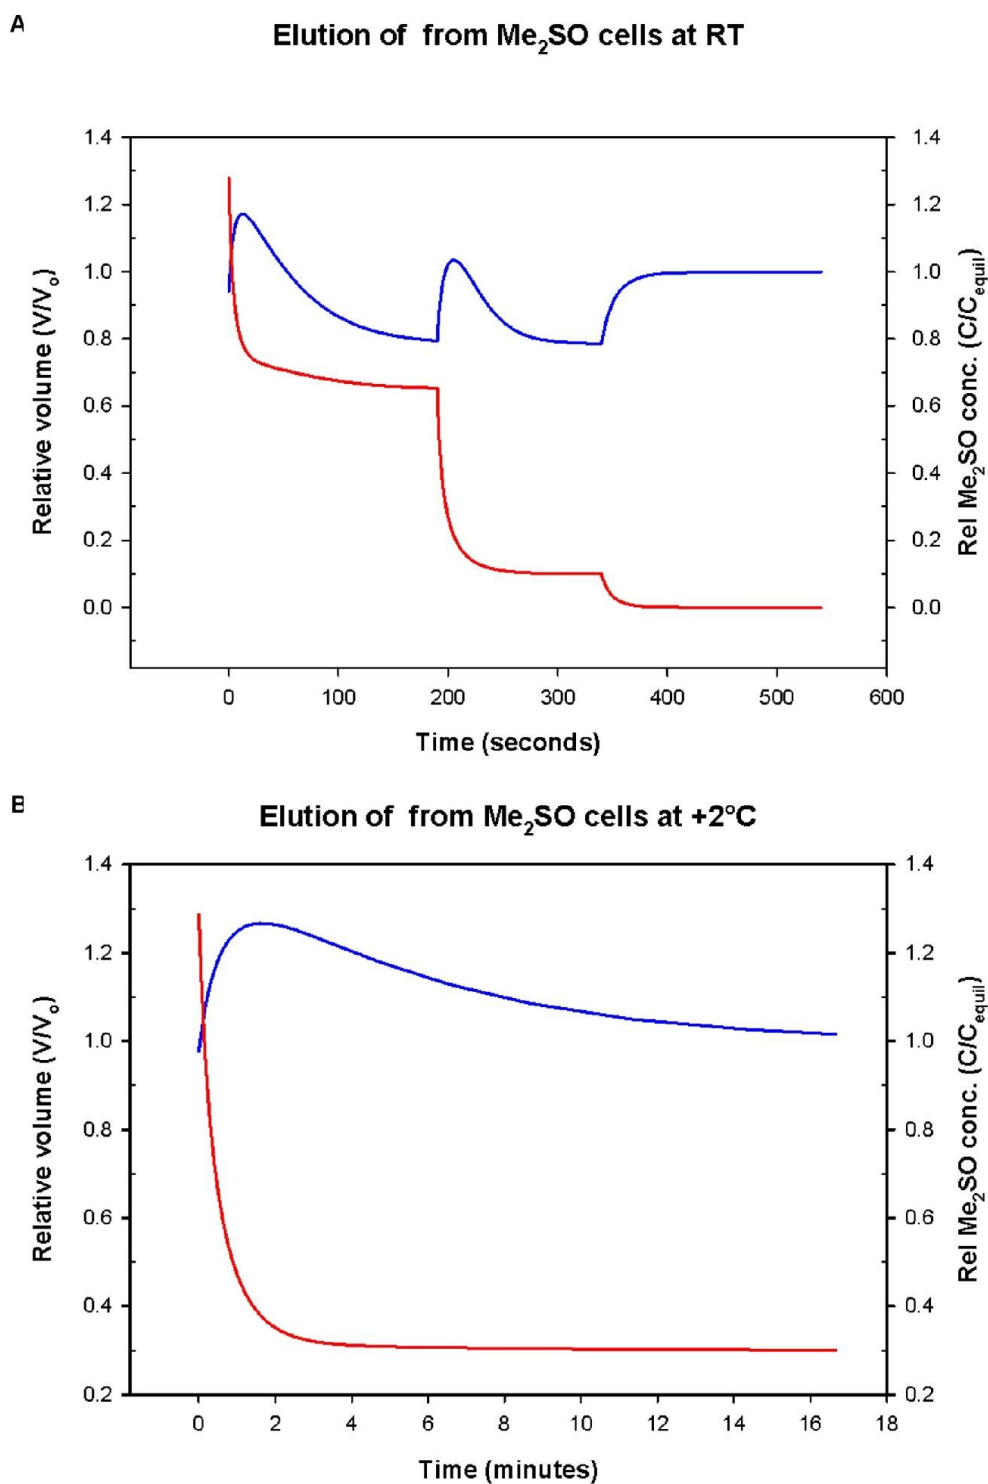 A
Elution of from Me₂SO cells at RT
Relative volume (V/Vₒ)
1.4
1.2
1.0
0.8
0.6
0.4
0.2
0.0
1.4
1.2
1.0
0.8
0.6
0.4
0.2
0.0
Rel Me₂SO conc. (C/Cₑquil)
0 100 200 300 400 500 600
Time (seconds)
B
Elution of from Me₂SO cells at +2°C
Relative volume (V/Vₒ)
1.4
1.2
1.0
0.8
0.6
0.4
0.2
1.4
1.2
1.0
0.8
0.6
0.4
0.2
Rel Me₂SO conc. (C/Cₑquil)
0 2 4 6 8 10 12 14 16 18
Time (minutes)